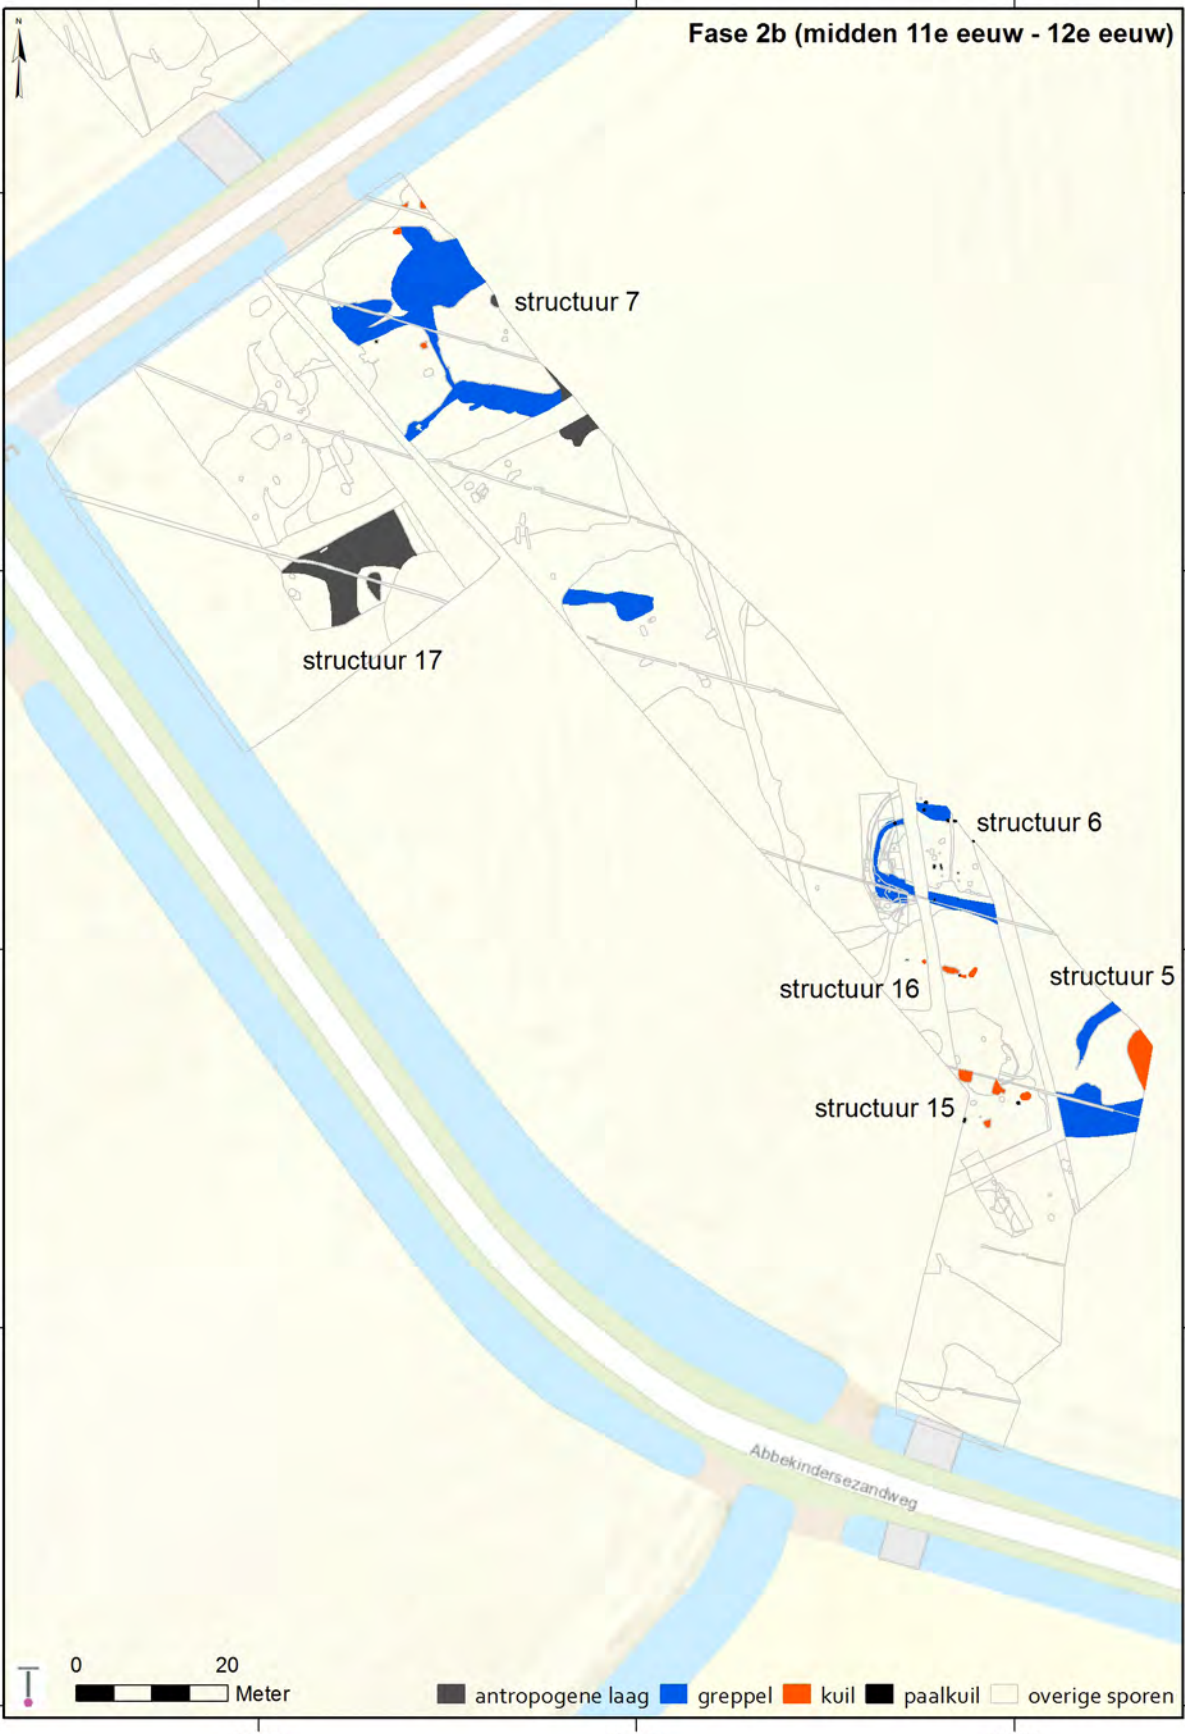 Fase 2b (midden 11e eeuw - 12e eeuw)
N
structuur 7
structuur 17
structuur 6
structuur 5
structuur 16
structuur 15
Abbekindersezandweg
0 20
Meter
antropogene laag greppel kuil paalkuil overige sporen